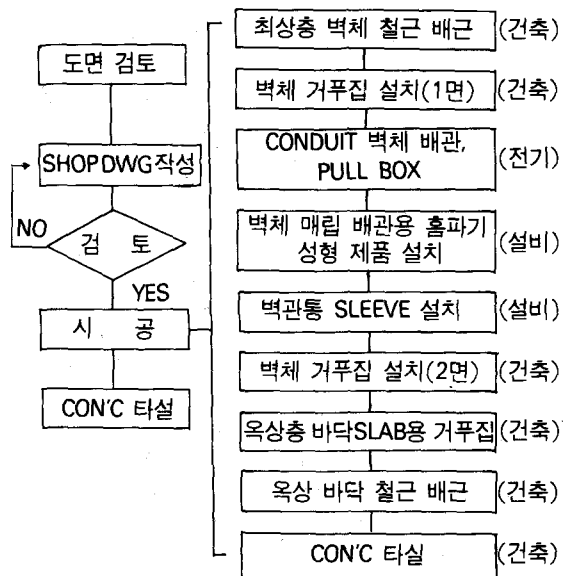 도면 검토
SHOP DWG작성
NO
검 토
YES
시 공
CON'C 타설
최상층 벽체 철근 배근 (건축)
벽체 거푸집 설치(1면) (건축)
CONDUIT 벽체 배관,
PULL BOX (전기)
벽체 매립 배관용 홈파기
성형 제품 설치 (설비)
벽관통 SLEEVE 설치 (설비)
벽체 거푸집 설치(2면) (건축)
옥상층 바닥SLAB용 거푸집 (건축)
옥상 바닥 철근 배근 (건축)
CON'C 타실 (건축)